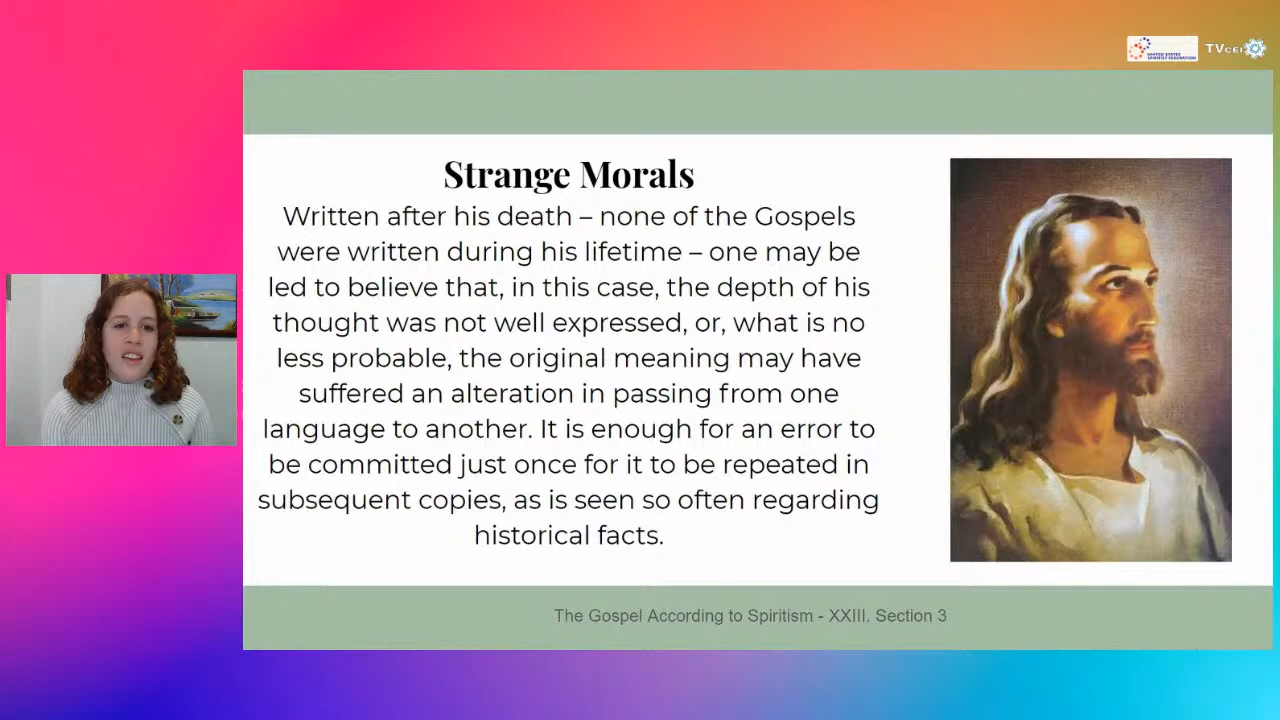 UNITED STATES
SPIRITIST FEDERATION
TVCEI
Strange Morals
Written after his death – none of the Gospels
were written during his lifetime – one may be
led to believe that, in this case, the depth of his
thought was not well expressed, or, what is no
less probable, the original meaning may have
suffered an alteration in passing from one
language to another. It is enough for an error to
be committed just once for it to be repeated in
subsequent copies, as is seen so often regarding
historical facts.
The Gospel According to Spiritism - XXIII. Section 3